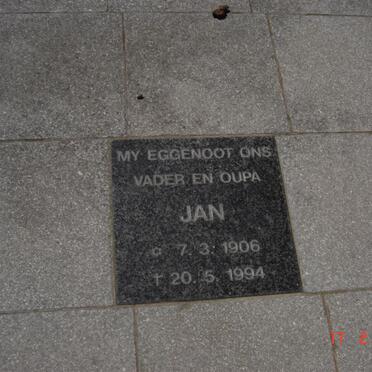 MY EGGENOOT ONS
VADER EN OUPA
JAN
o 7. 3. 1906
† 20. 5. 1994